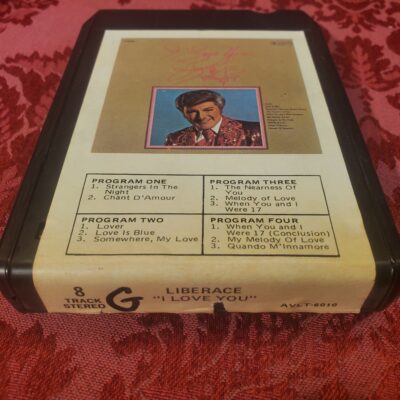 I Love You
PROGRAM ONE
1. Strangers In The
Night
2. Chant D'Amour
PROGRAM TWO
1. Lover
2. Love Is Blue
3. Somewhere, My Love
PROGRAM THREE
1. The Nearness Of
You
2. Melody of Love
3. When You and I
Were 17
PROGRAM FOUR
1. When You and I
Were 17 (Conclusion)
2. My Melody Of Love
3. Quando M'Innamore
8
TRACK
STEREO
G
LIBERACE
"I LOVE YOU"
AVLT-6010